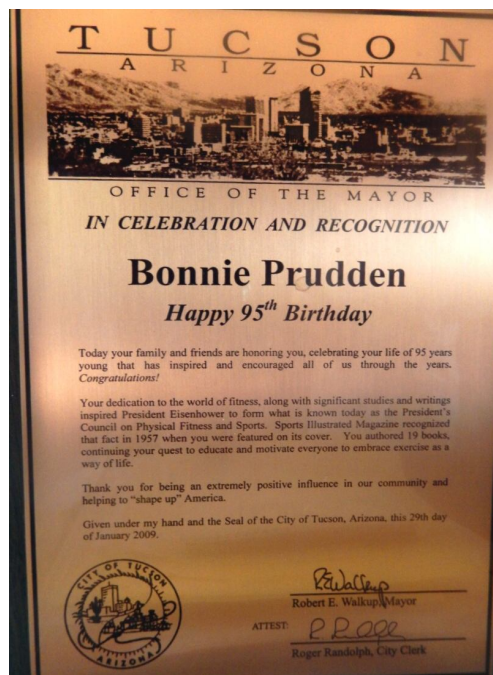 TUCSON
ARIZONA
OFFICE OF THE MAYOR
IN CELEBRATION AND RECOGNITION
Bonnie Prudden
Happy 95th Birthday
Today your family and friends are honoring you, celebrating your life of 95 years
young that has inspired and encouraged all of us through the years.
Congratulations!
Your dedication to the world of fitness, along with significant studies and writings
inspired President Eisenhower to form what is known today as the President's
Council on Physical Fitness and Sports. Sports Illustrated Magazine recognized
that fact in 1957 when you were featured on its cover. You authored 19 books,
continuing your quest to educate and motivate everyone to embrace exercise as a
way of life.
Thank you for being an extremely positive influence in our community and
helping to "shape up" America.
Given under my hand and the Seal of the City of Tucson, Arizona, this 29th day
of January 2009.
CITY OF TUCSON
ARIZONA
REWalkup
Robert E. Walkup, Mayor
ATTEST:
Roger Randolph, City Clerk